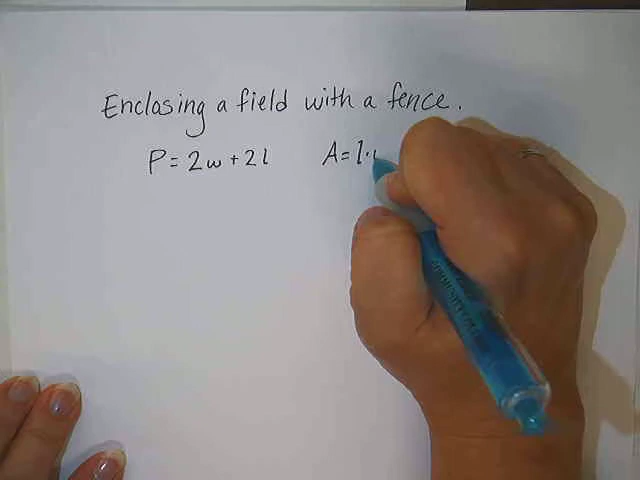 Enclosing a field with a fence.
P = 2w + 2l A = l·